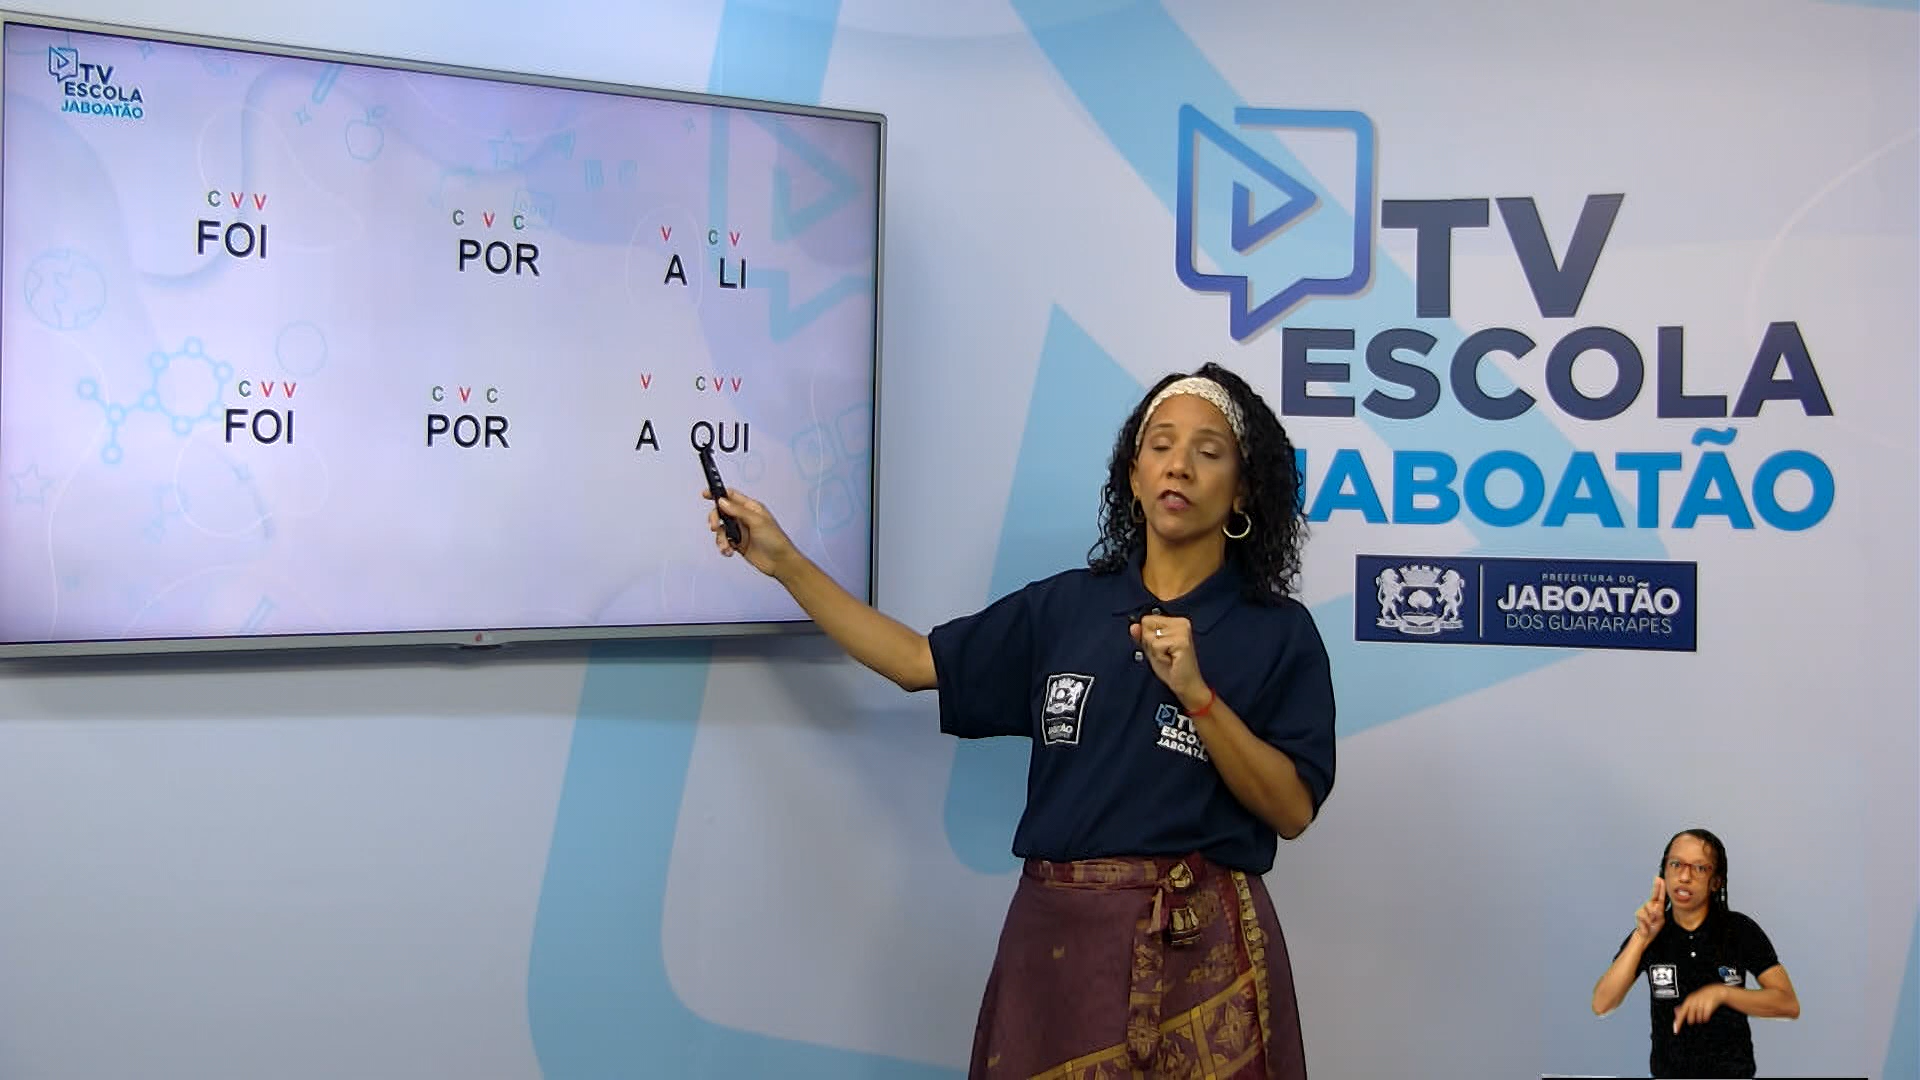 TV
ESCOLA
JABOATÃO
C V V
FOI
C V C
POR
V C V
A LI
C V V
FOI
C V C
POR
V C V V
A QUI
TV
ESCOLA
JABOATÃO
PREFEITURA DO
JABOATÃO
DOS GUARARAPES
TV
ESCOLA
JABOATÃO